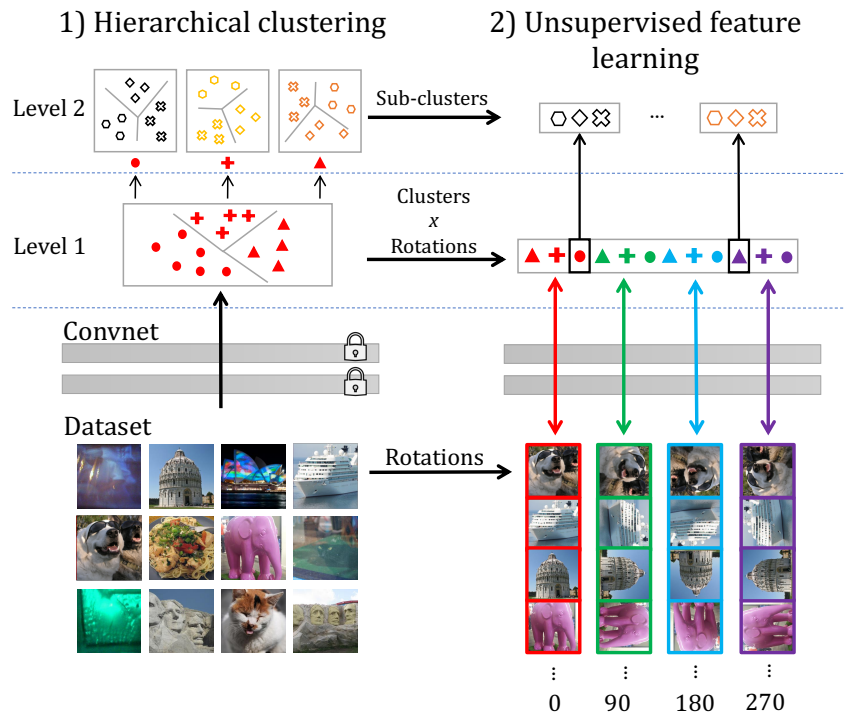 1) Hierarchical clustering
2) Unsupervised feature
learning
Level 2
Sub-clusters
...
Level 1
Clusters
x
Rotations
Convnet
Dataset
Rotations
0
90
180
270